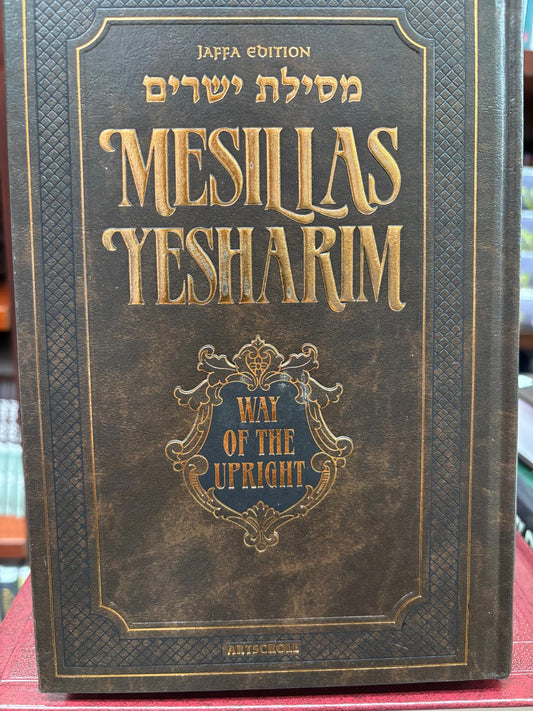 JAFFA EDITION
מסילת ישרים
MESILLAS
YESHARIM
WAY
OF THE
UPRIGHT
ARTSCROLL